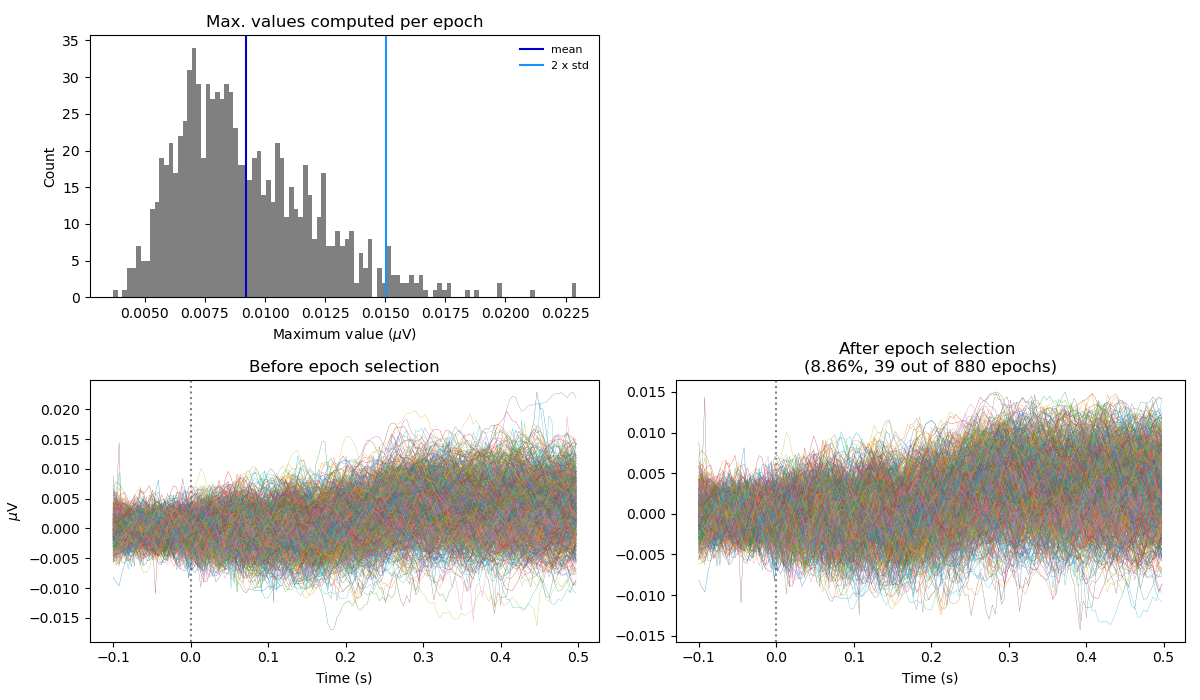 Max. values computed per epoch
35
30
25
20
15
10
5
0
Count
mean
2 x std
0.0050 0.0075 0.0100 0.0125 0.0150 0.0175 0.0200 0.0225
Maximum value (μV)
Before epoch selection
0.020
0.015
0.010
0.005
0.000
−0.005
−0.010
−0.015
μV
−0.1 0.0 0.1 0.2 0.3 0.4 0.5
Time (s)
After epoch selection
(8.86%, 39 out of 880 epochs)
0.015
0.010
0.005
0.000
−0.005
−0.010
−0.015
−0.1 0.0 0.1 0.2 0.3 0.4 0.5
Time (s)